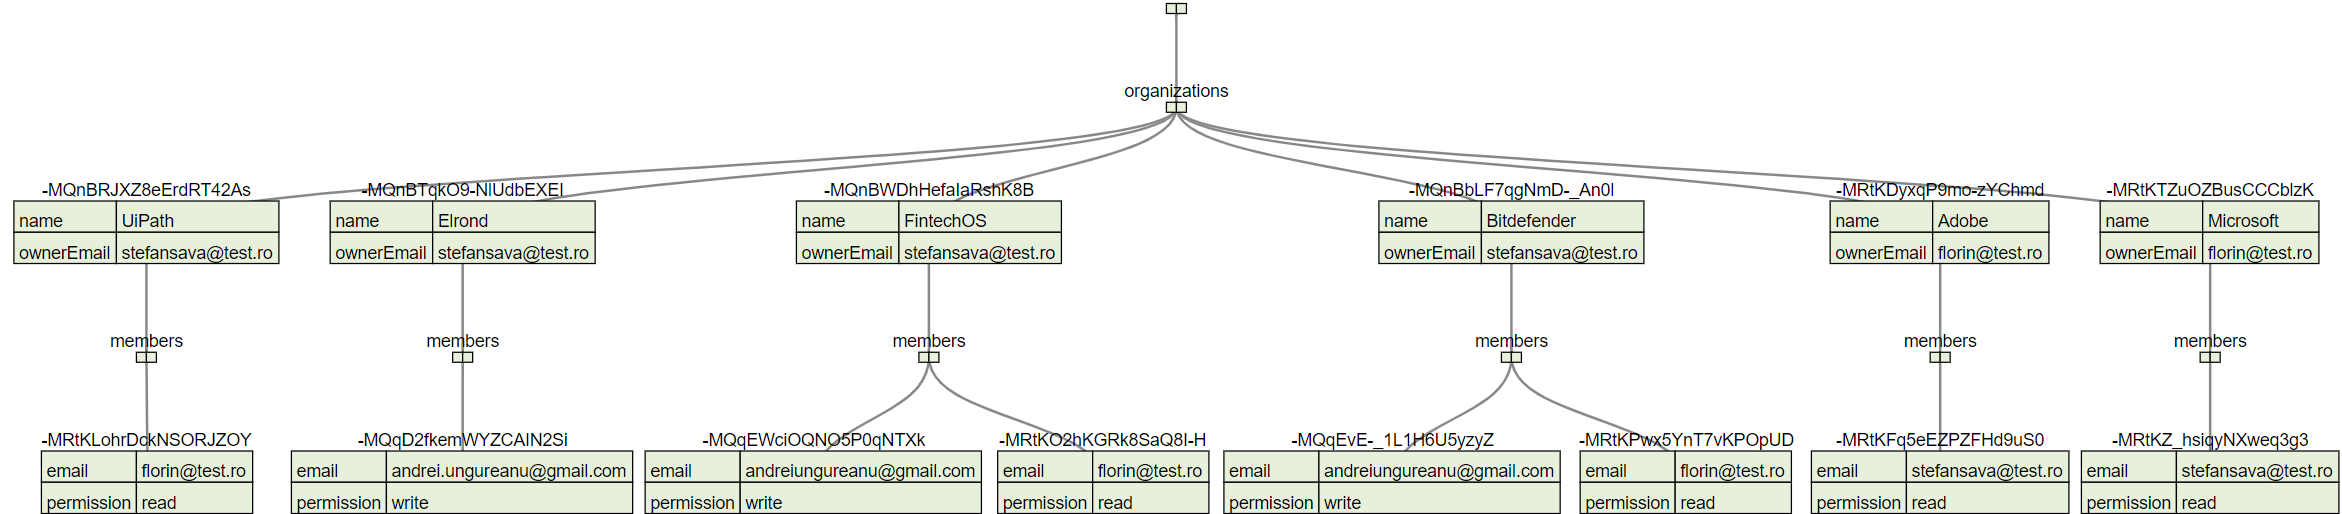 organizations
-MQnBRJXZ8eErdRT42As
name UiPath
ownerEmail stefansava@test.ro
members
-MRtKLohrDckNSORJZOY
email florin@test.ro
permission read
-MQnBTqkO9-NlUdbEXEI
name Elrond
ownerEmail stefansava@test.ro
members
-MQqD2fkemWYZCAIN2Si
email andrei.ungureanu@gmail.com
permission write
-MQnBWDhHefaIaRshK8B
name FintechOS
ownerEmail stefansava@test.ro
members
-MQqEWciOQNO5P0qNTXk
email andreiungureanu@gmail.com
permission write
-MRtKO2hKGRk8SaQ8I-H
email florin@test.ro
permission read
-MQnBbLF7qgNmD-_An0l
name Bitdefender
ownerEmail stefansava@test.ro
members
-MQqEvE-_1L1H6U5yzyZ
email andreiungureanu@gmail.com
permission write
-MRtKPwx5YnT7vKPOpUD
email florin@test.ro
permission read
-MRtKDyxqP9mo-zYChmd
name Adobe
ownerEmail florin@test.ro
members
-MRtKFq5eEZPZFHd9uS0
email stefansava@test.ro
permission read
-MRtKTZuOZBusCCCblzK
name Microsoft
ownerEmail florin@test.ro
members
-MRtKZ_hsiqyNXweq3g3
email stefansava@test.ro
permission read